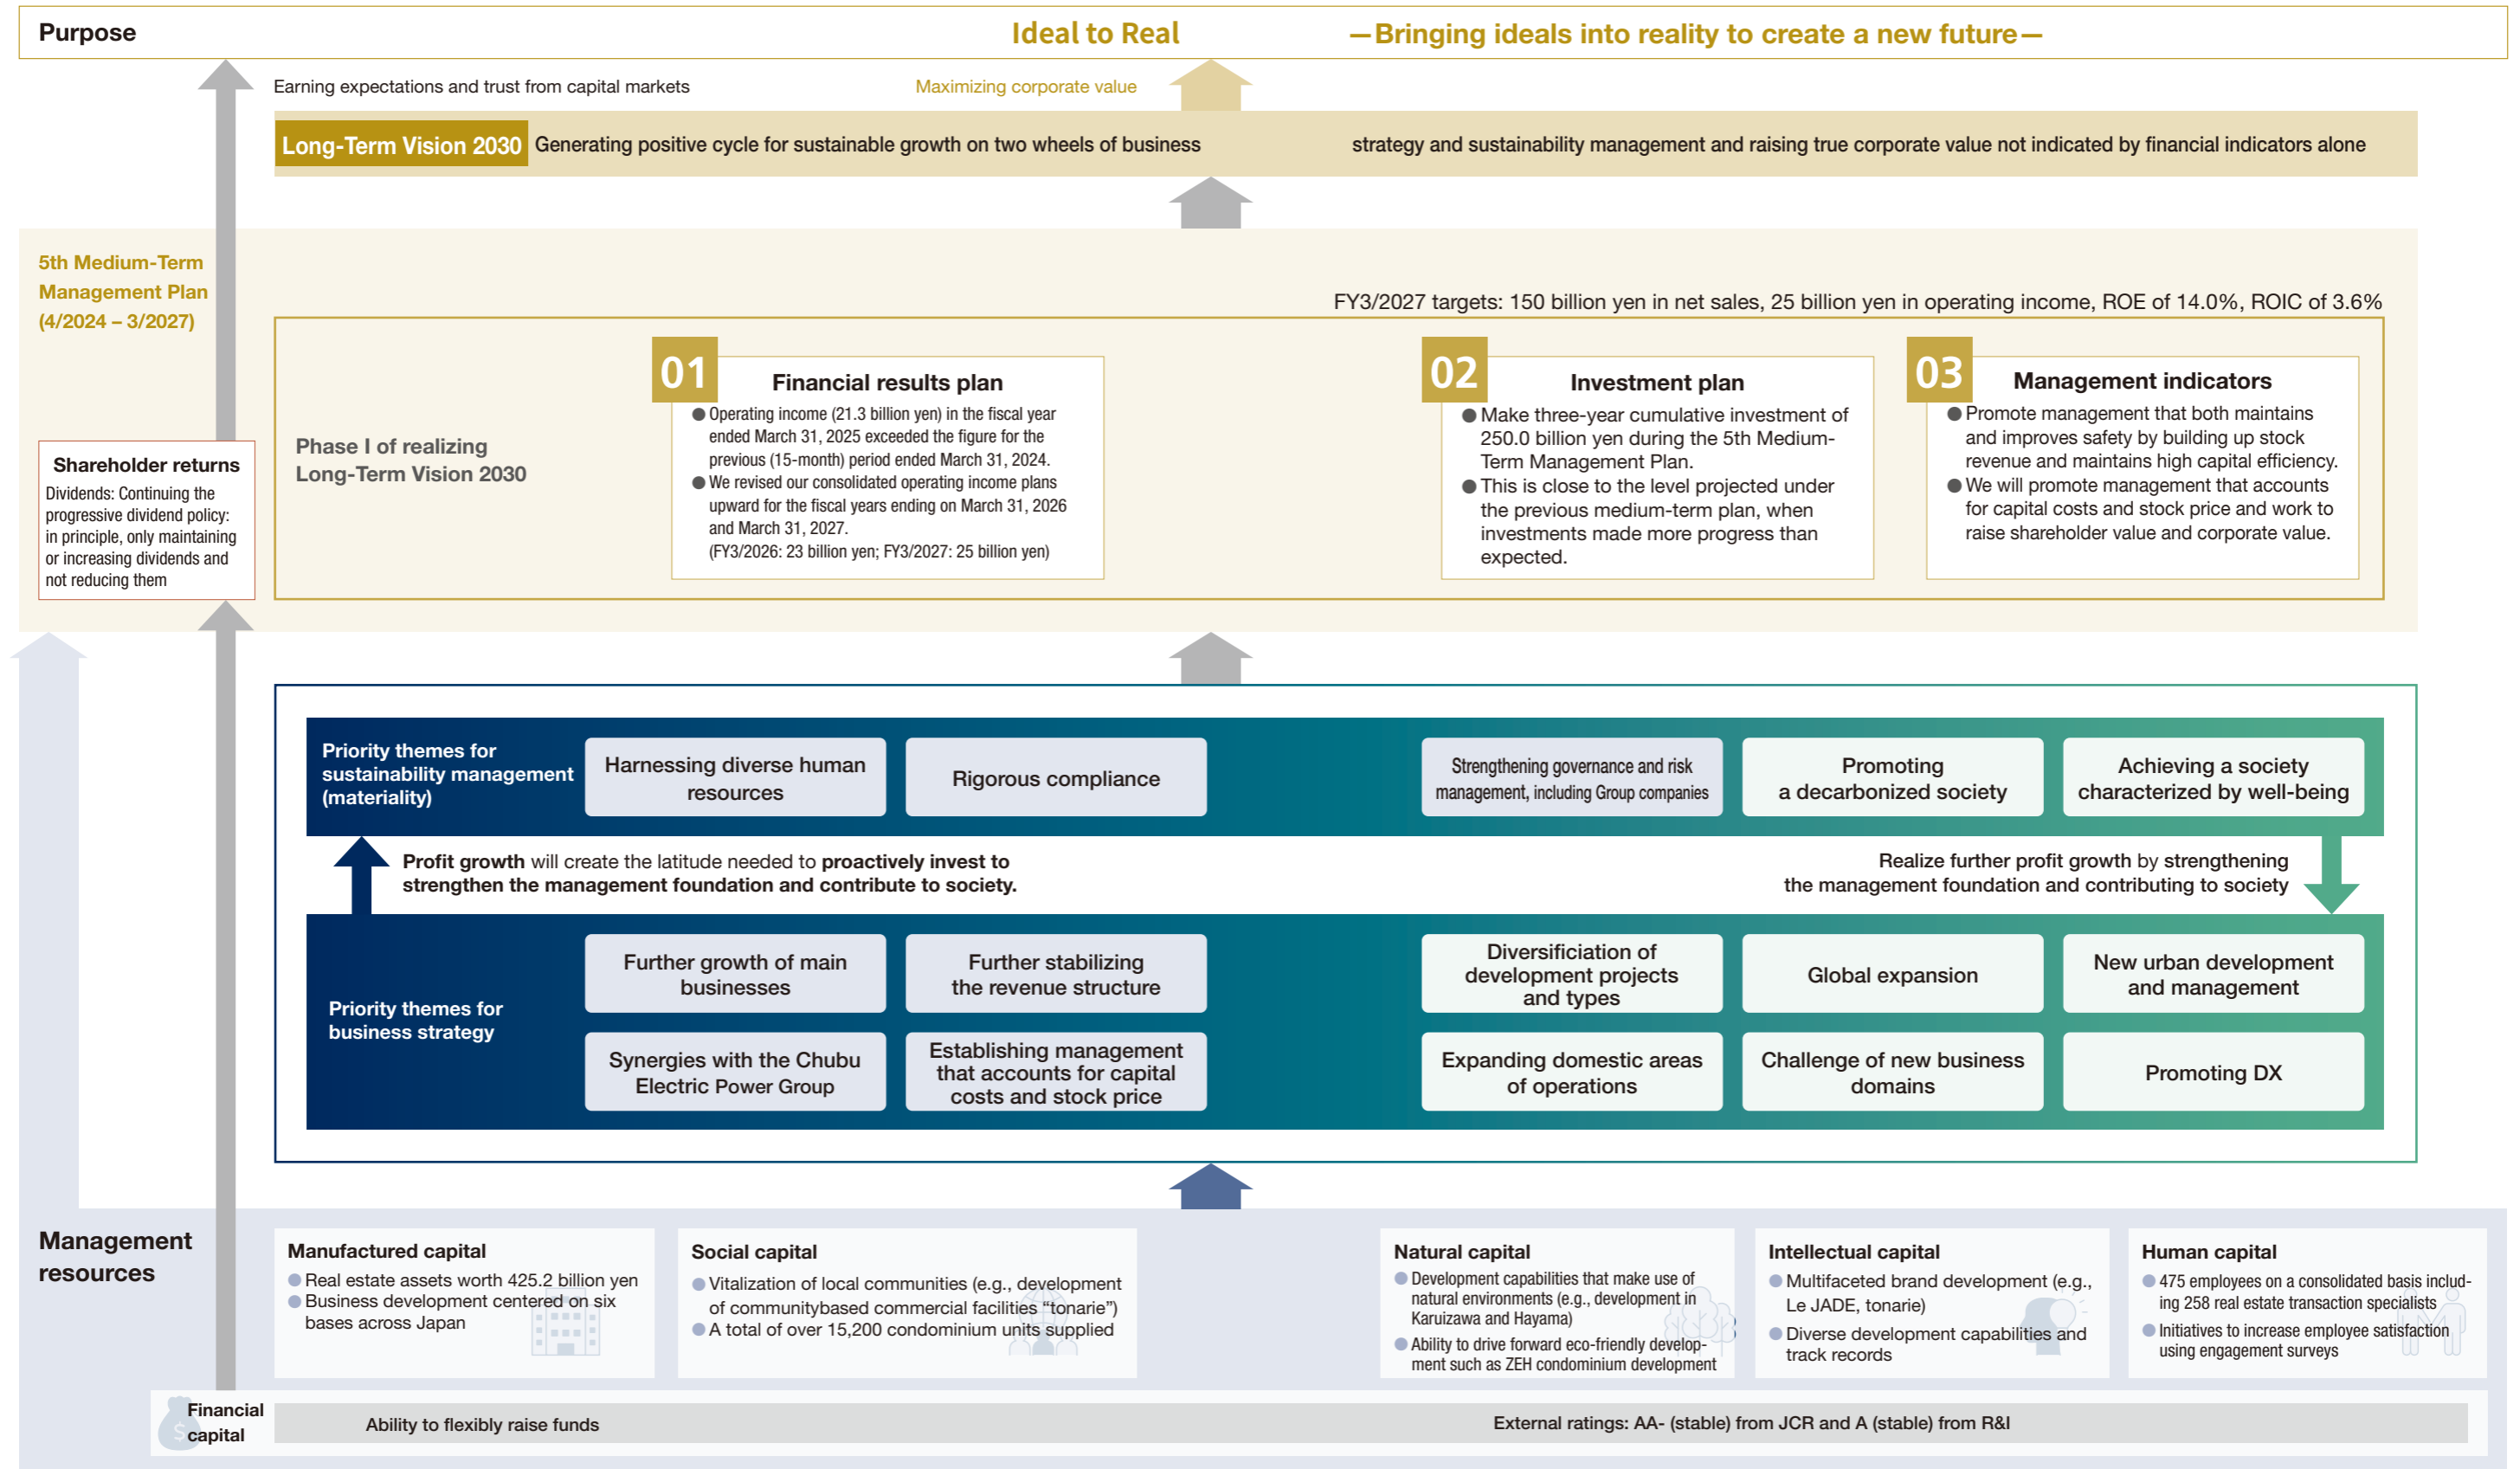 Purpose
Ideal to Real —Bringing ideals into reality to create a new future—
Earning expectations and trust from capital markets
Maximizing corporate value
Long-Term Vision 2030 Generating positive cycle for sustainable growth on two wheels of business strategy and sustainability management and raising true corporate value not indicated by financial indicators alone
5th Medium-Term
Management Plan
(4/2024 – 3/2027)
FY3/2027 targets: 150 billion yen in net sales, 25 billion yen in operating income, ROE of 14.0%, ROIC of 3.6%
Shareholder returns
Dividends: Continuing the
progressive dividend policy:
in principle, only maintaining
or increasing dividends and
not reducing them
Phase I of realizing
Long-Term Vision 2030
01
Financial results plan
● Operating income (21.3 billion yen) in the fiscal year
ended March 31, 2025 exceeded the figure for the
previous (15-month) period ended March 31, 2024.
● We revised our consolidated operating income plans
upward for the fiscal years ending on March 31, 2026
and March 31, 2027.
(FY3/2026: 23 billion yen; FY3/2027: 25 billion yen)
02
Investment plan
● Make three-year cumulative investment of
250.0 billion yen during the 5th Medium-
Term Management Plan.
● This is close to the level projected under
the previous medium-term plan, when
investments made more progress than
expected.
03
Management indicators
● Promote management that both maintains
and improves safety by building up stock
revenue and maintains high capital efficiency.
● We will promote management that accounts
for capital costs and stock price and work to
raise shareholder value and corporate value.
Priority themes for
sustainability management
(materiality)
Harnessing diverse human
resources
Rigorous compliance
Strengthening governance and risk
management, including Group companies
Promoting
a decarbonized society
Achieving a society
characterized by well-being
Profit growth will create the latitude needed to proactively invest to
strengthen the management foundation and contribute to society.
Realize further profit growth by strengthening
the management foundation and contributing to society
Priority themes for
business strategy
Further growth of main
businesses
Further stabilizing
the revenue structure
Diversificiation of
development projects
and types
Global expansion
New urban development
and management
Synergies with the Chubu
Electric Power Group
Establishing management
that accounts for capital
costs and stock price
Expanding domestic areas
of operations
Challenge of new business
domains
Promoting DX
Management
resources
Manufactured capital
● Real estate assets worth 425.2 billion yen
● Business development centered on six
bases across Japan
Social capital
● Vitalization of local communities (e.g., development
of communitybased commercial facilities “tonarie”)
● A total of over 15,200 condominium units supplied
Natural capital
● Development capabilities that make use of
natural environments (e.g., development in
Karuizawa and Hayama)
● Ability to drive forward eco-friendly develop-
ment such as ZEH condominium development
Intellectual capital
● Multifaceted brand development (e.g.,
Le JADE, tonarie)
● Diverse development capabilities and
track records
Human capital
● 475 employees on a consolidated basis includ-
ing 258 real estate transaction specialists
● Initiatives to increase employee satisfaction
using engagement surveys
$
Financial
capital
Ability to flexibly raise funds
External ratings: AA- (stable) from JCR and A (stable) from R&I